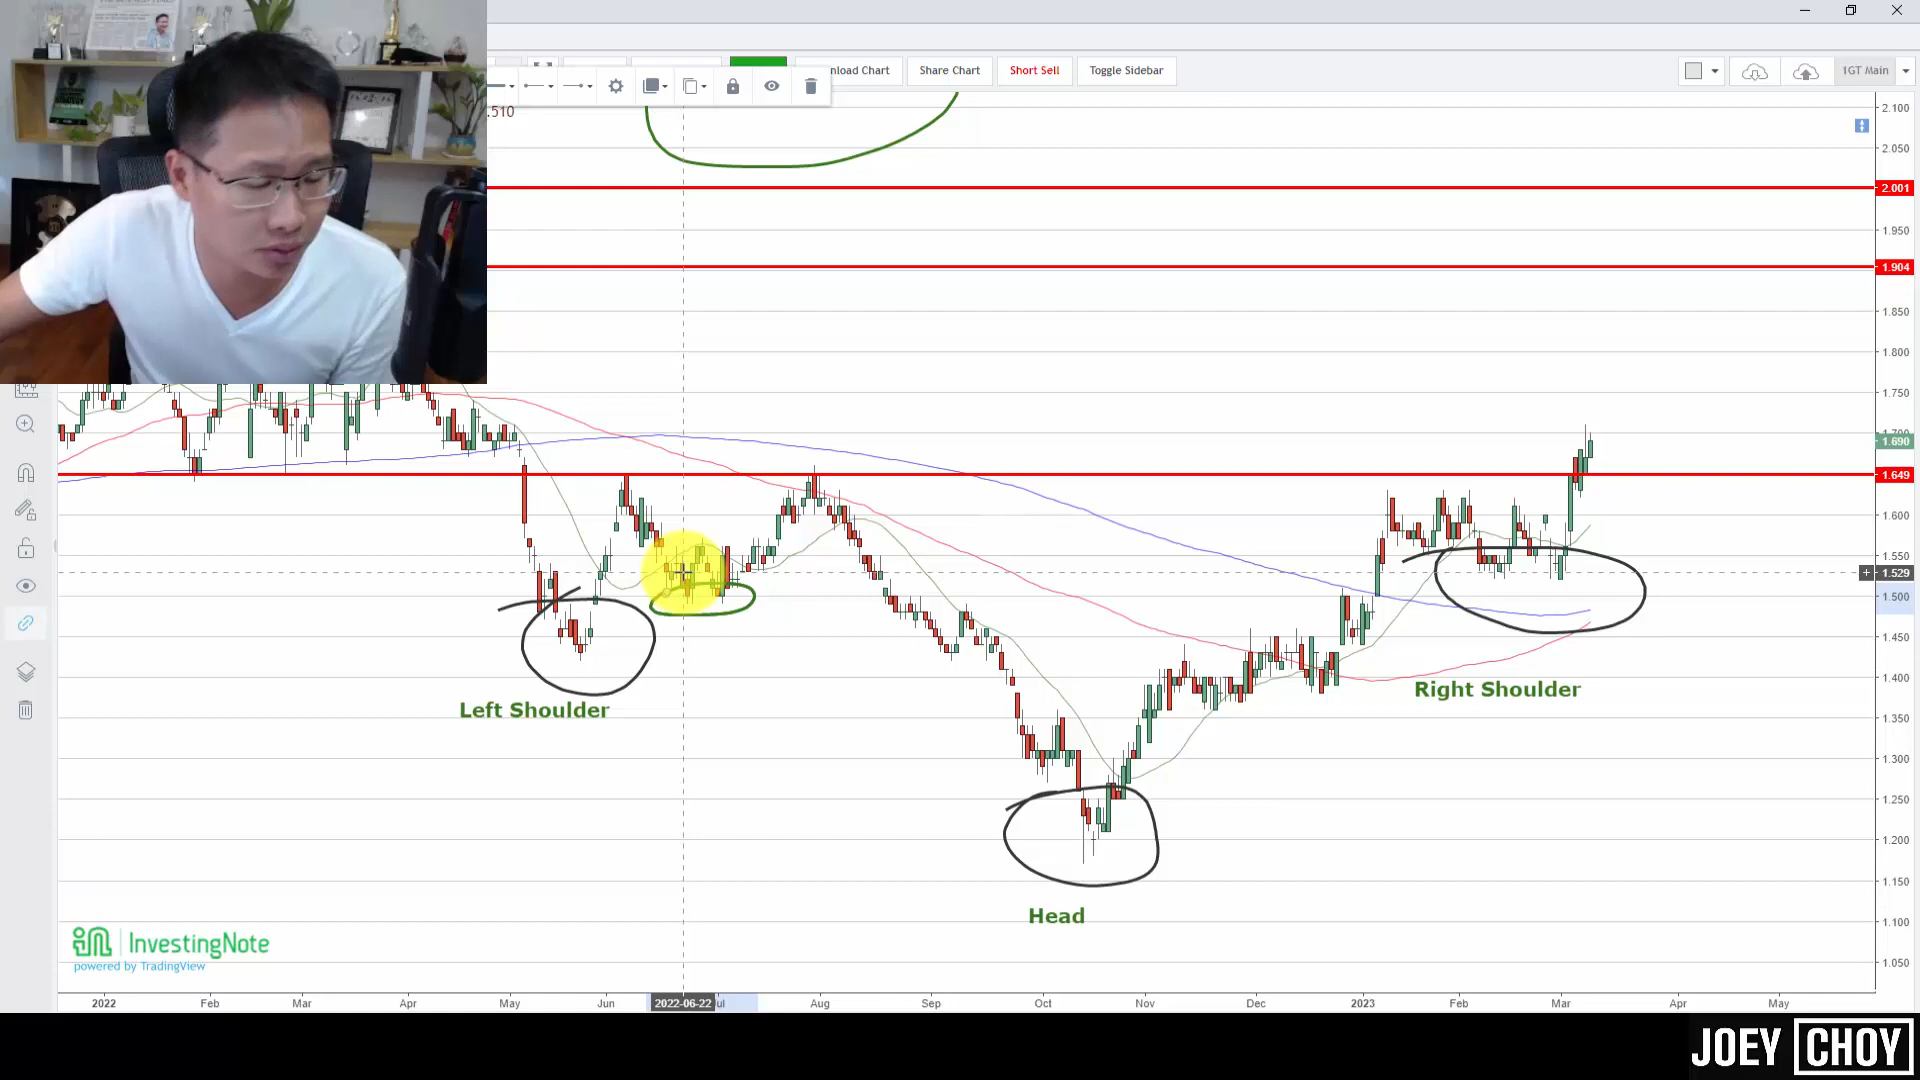 nload Chart
Share Chart
Short Sell
Toggle Sidebar
1GT Main
.510
2.100
2.050
2.001
1.950
1.904
1.850
1.800
1.750
1.690
1.649
1.600
1.550
1.529
1.500
1.450
1.400
1.350
1.300
1.250
1.200
1.150
1.100
1.050
Left Shoulder
Right Shoulder
Head
InvestingNote
powered by TradingView
2022
Feb
Mar
Apr
May
Jun
2022-06-22
ul
Aug
Sep
Oct
Nov
Dec
2023
Feb
Mar
Apr
May
JOEY CHOY